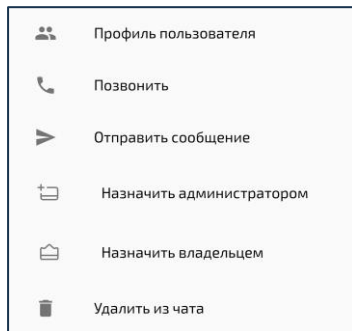 Профиль пользователя
Позвонить
Отправить сообщение
Назначить администратором
Назначить владельцем
Удалить из чата